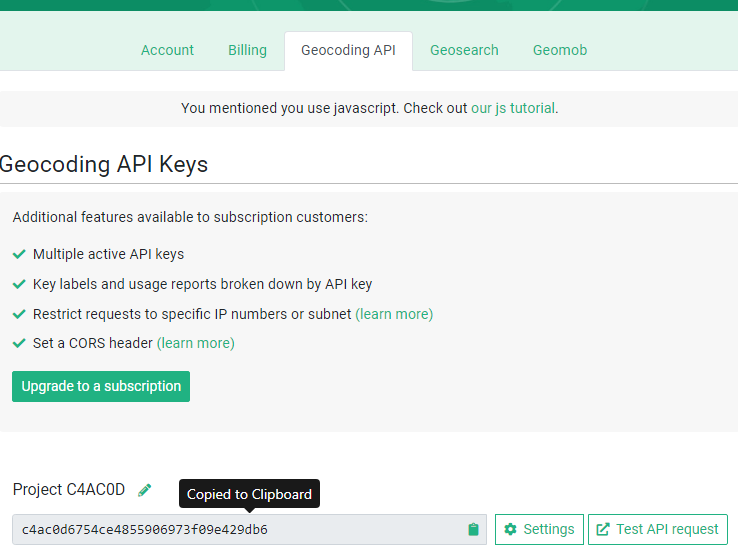 Account Billing Geocoding API Geosearch Geomob
You mentioned you use javascript. Check out our js tutorial.
Geocoding API Keys
Additional features available to subscription customers:
Multiple active API keys
Key labels and usage reports broken down by API key
Restrict requests to specific IP numbers or subnet (learn more)
Set a CORS header (learn more)
Upgrade to a subscription
Project C4AC0D
Copied to Clipboard
c4ac0d6754ce4855906973f09e429db6 Settings Test API request